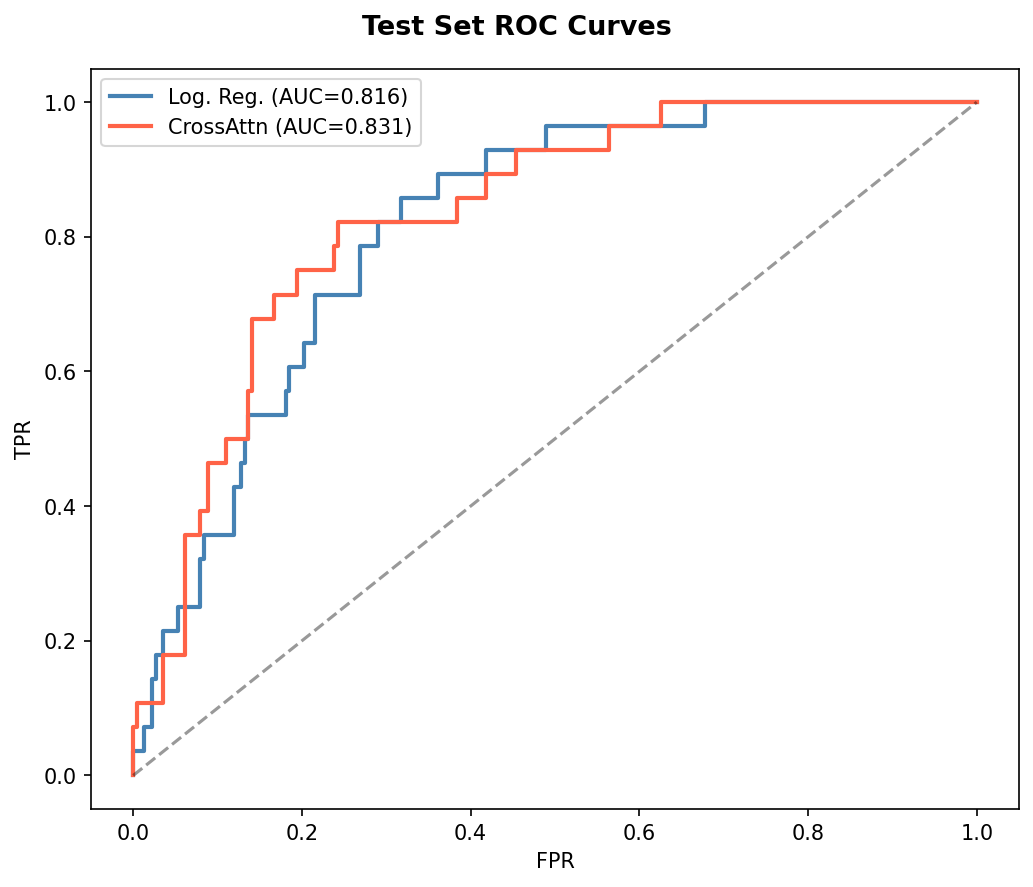 Test Set ROC Curves
Log. Reg. (AUC=0.816)
CrossAttn (AUC=0.831)
1.0
0.8
0.6
0.4
0.2
0.0
TPR
0.0 0.2 0.4 0.6 0.8 1.0
FPR